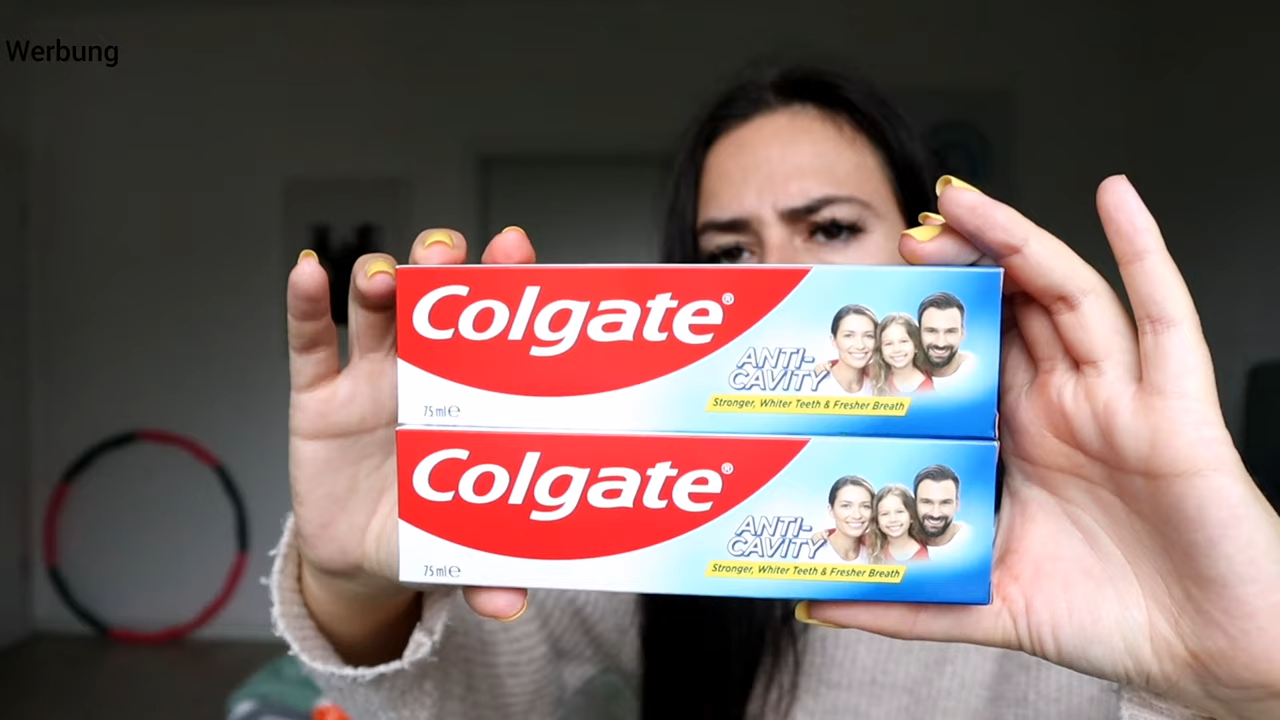 Werbung
Colgate®
ANTI-
CAVITY
Stronger, Whiter Teeth & Fresher Breath
75 ml℮
Colgate®
ANTI-
CAVITY
Stronger, Whiter Teeth & Fresher Breath
75 ml℮